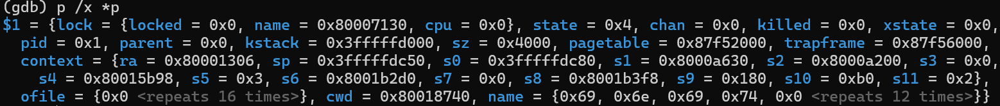 (gdb) p /x *p
$1 = {lock = {locked = 0x0, name = 0x80007130, cpu = 0x0}, state = 0x4, chan = 0x0, killed = 0x0, xstate = 0x0,
pid = 0x1, parent = 0x0, kstack = 0x3fffffd000, sz = 0x4000, pagetable = 0x87f52000, trapframe = 0x87f56000,
context = {ra = 0x80001306, sp = 0x3fffffdc50, s0 = 0x3fffffdc80, s1 = 0x8000a630, s2 = 0x8000a200, s3 = 0x0,
s4 = 0x80015b98, s5 = 0x3, s6 = 0x8001b2d0, s7 = 0x0, s8 = 0x8001b3f8, s9 = 0x180, s10 = 0xb0, s11 = 0x2},
ofile = {0x0 <repeats 16 times>}, cwd = 0x80018740, name = {0x69, 0x6e, 0x69, 0x74, 0x0 <repeats 12 times>}}